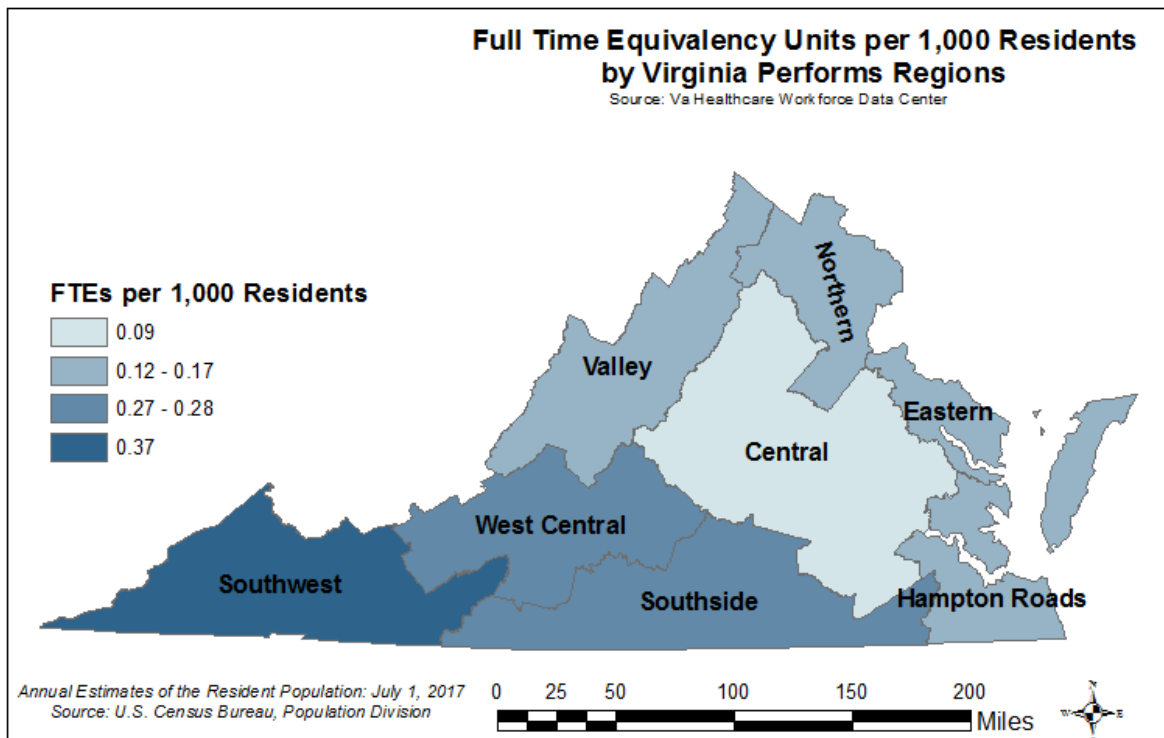 Full Time Equivalency Units per 1,000 Residents
by Virginia Performs Regions
Source: Va Healthcare Workforce Data Center
Northern
FTEs per 1,000 Residents
0.09
0.12 - 0.17
0.27 - 0.28
0.37
Valley
Eastern
Central
West Central
Southwest
Southside
Hampton Roads
Annual Estimates of the Resident Population: July 1, 2017
Source: U.S. Census Bureau, Population Division
0 25 50 100 150 200
Miles
N
W E
S